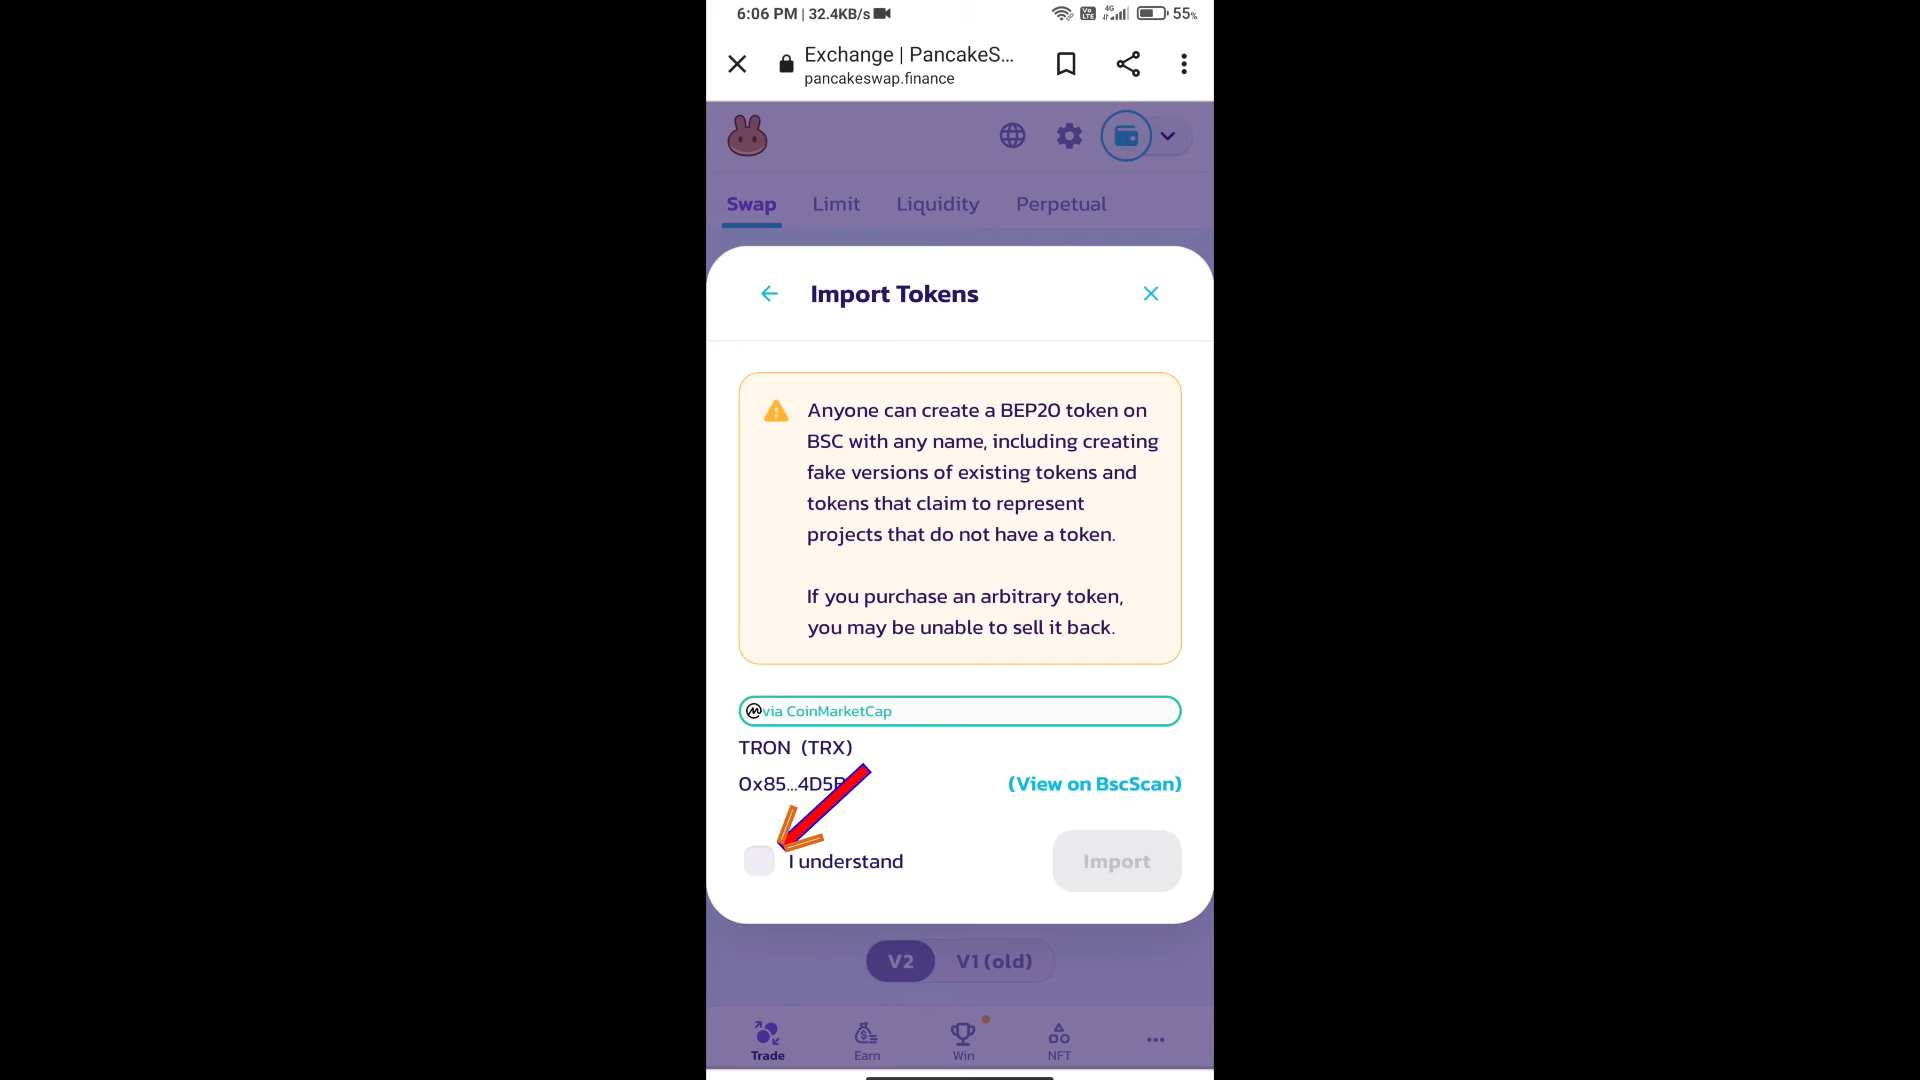 6:06 PM | 32.4KB/s
Vo
LTE
4G
55%
Exchange | PancakeS...
pancakeswap.finance
Swap Limit Liquidity Perpetual
Import Tokens
Anyone can create a BEP20 token on
BSC with any name, including creating
fake versions of existing tokens and
tokens that claim to represent
projects that do not have a token.
If you purchase an arbitrary token,
you may be unable to sell it back.
via CoinMarketCap
TRON (TRX)
(View on BscScan)
I understand
Import
V2 V1 (old)
Trade Earn Win NFT